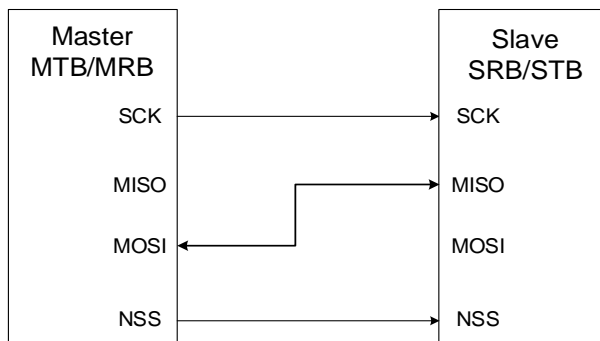 Master
MTB/MRB
SCK
MISO
MOSI
NSS
Slave
SRB/STB
SCK
MISO
MOSI
NSS